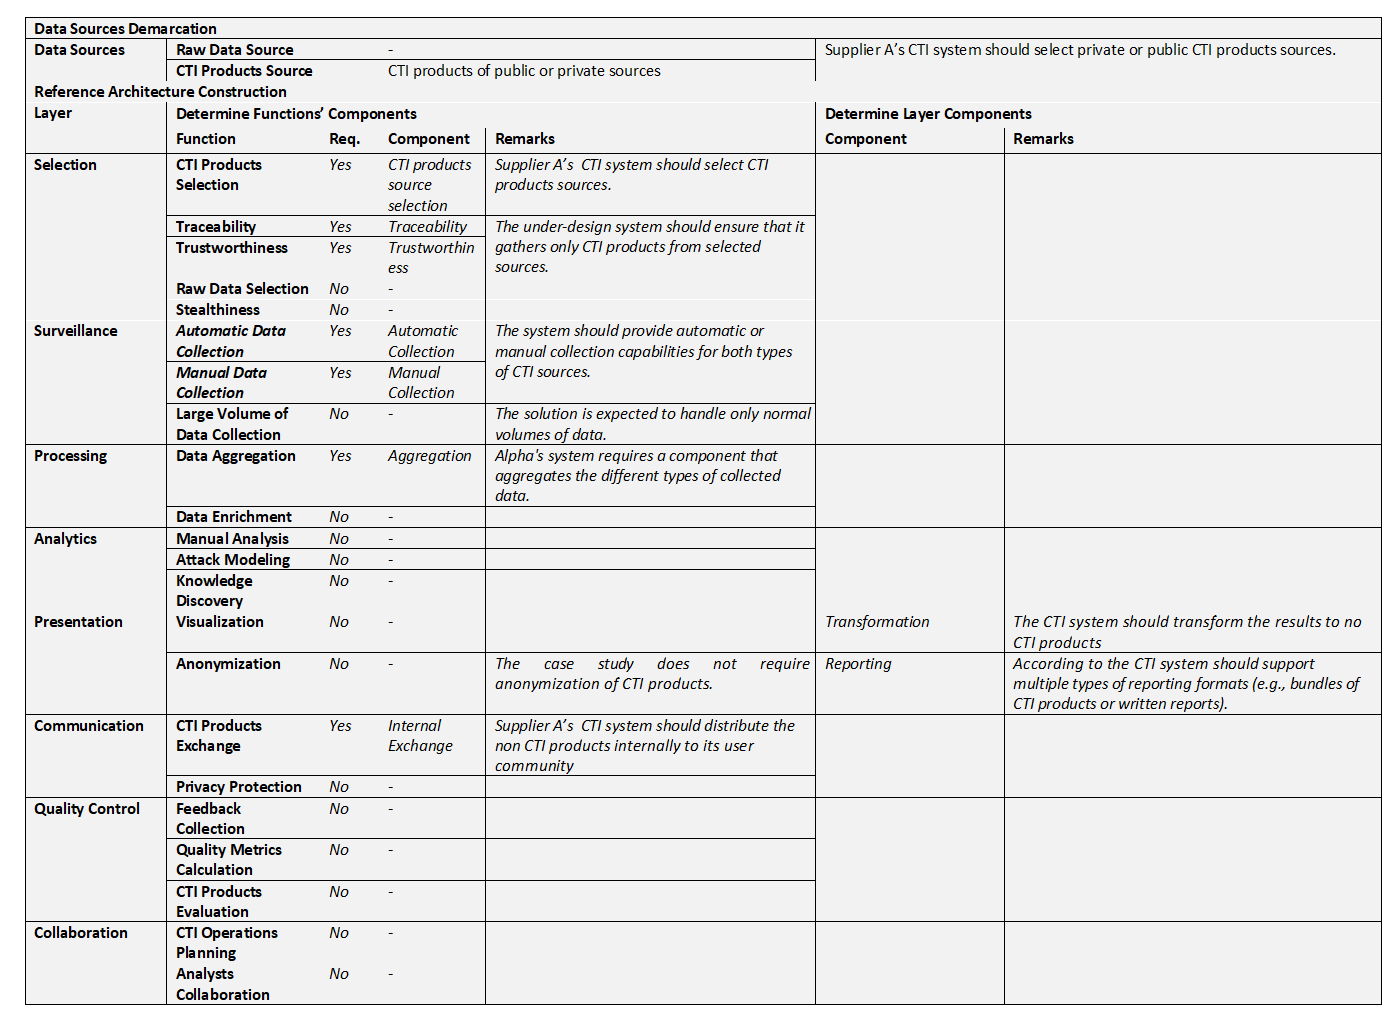 Data Sources Demarcation
Data Sources
Raw Data Source
-
Supplier A’s CTI system should select private or public CTI products sources.
CTI Products Source
CTI products of public or private sources
Reference Architecture Construction
Layer
Determine Functions’ Components
Determine Layer Components
Function
Req.
Component
Remarks
Component
Remarks
Selection
CTI Products
Selection
Yes
CTI products
source
selection
Supplier A’s  CTI system should select CTI
products sources.
Traceability
Yes
Traceability
The under-design system should ensure that it
gathers only CTI products from selected
sources.
Trustworthiness
Yes
Trustworthin
ess
Raw Data Selection
No
-
Stealthiness
No
-
Surveillance
Automatic Data
Collection
Yes
Automatic
Collection
The system should provide automatic or
manual collection capabilities for both types
of CTI sources.
Manual Data
Collection
Yes
Manual
Collection
Large Volume of
Data Collection
No
-
The solution is expected to handle only normal
volumes of data.
Processing
Data Aggregation
Yes
Aggregation
Alpha's system requires a component that
aggregates the different types of collected
data.
Data Enrichment
No
-
Analytics
Manual Analysis
No
-
Attack Modeling
No
-
Knowledge
Discovery
No
-
Presentation
Visualization
No
-
Transformation
The CTI system should transform the results to no
CTI products
Anonymization
No
-
The case study does not require
anonymization of CTI products.
Reporting
According to the CTI system should support
multiple types of reporting formats (e.g., bundles of
CTI products or written reports).
Communication
CTI Products
Exchange
Yes
Internal
Exchange
Supplier A’s  CTI system should distribute the
non CTI products internally to its user
community
Privacy Protection
No
-
Quality Control
Feedback
Collection
No
-
Quality Metrics
Calculation
No
-
CTI Products
Evaluation
No
-
Collaboration
CTI Operations
Planning
No
-
Analysts
Collaboration
No
-